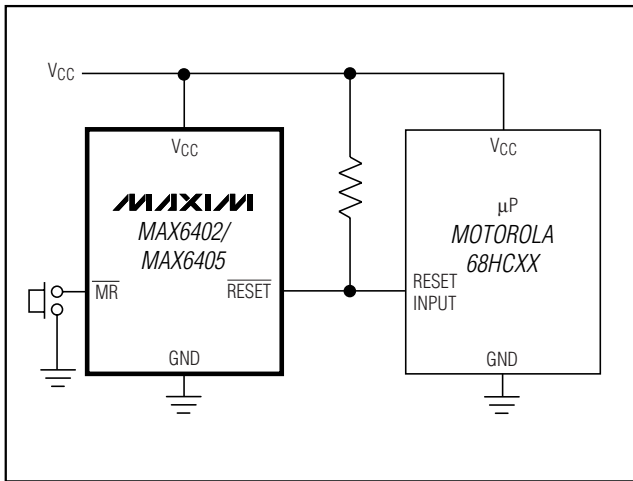 VCC
VCC
MAXIM
MAX6402/
MAX6405
MR
RESET
GND
VCC
µP
MOTOROLA
68HCXX
RESET
INPUT
GND